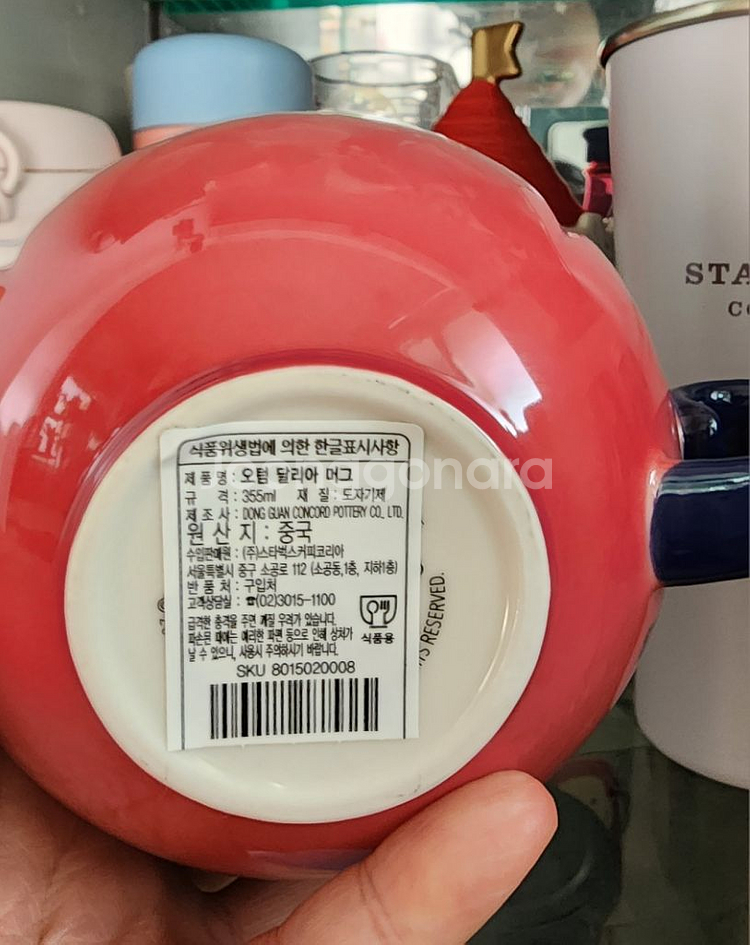 식품위생법에 의한 한글표시사항
제 품 명 : 오텀 달리아 머그
규 격 : 355ml 재 질 : 도자기제
제 조 사 : DONG GUAN CONCORD POTTERY CO., LTD.
원 산 지 : 중국
수입판매원 : (주)스타벅스커피코리아
서울특별시 중구 소공로 112 (소공동,1층, 지하1층)
반 품 처 : 구입처
고객상담실 : ☎(02)3015-1100
급격한 충격을 주면 깨질 우려가 있습니다.
파손된 때에는 예리한 파편 등으로 인해 상처가
날 수 있으니, 사용시 주의하시기 바랍니다.
식품용
SKU 8015020008
RESERVED.
STA